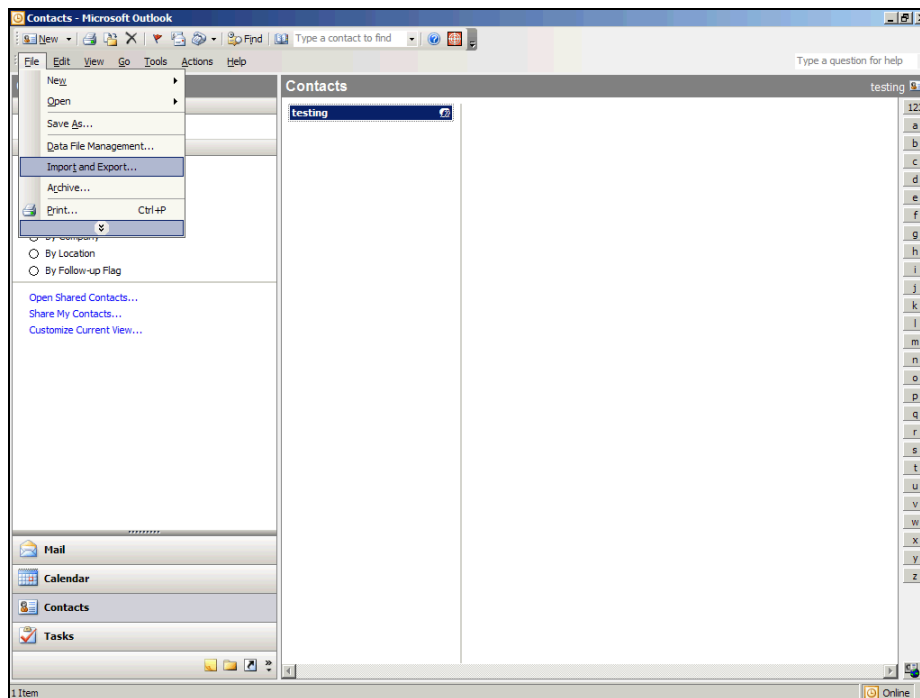 Contacts - Microsoft Outlook
New Find Type a contact to find
File Edit View Go Tools Actions Help Type a question for help
New
Open
Save As...
Data File Management...
Import and Export...
Archive...
Print... Ctrl+P
By Location
By Follow-up Flag
Open Shared Contacts...
Share My Contacts...
Customize Current View...
Contacts testing
testing
12
a
b
c
d
e
f
g
h
i
j
k
l
m
n
o
p
q
r
s
t
u
v
w
x
y
z
Mail
Calendar
Contacts
Tasks
1 Item Online